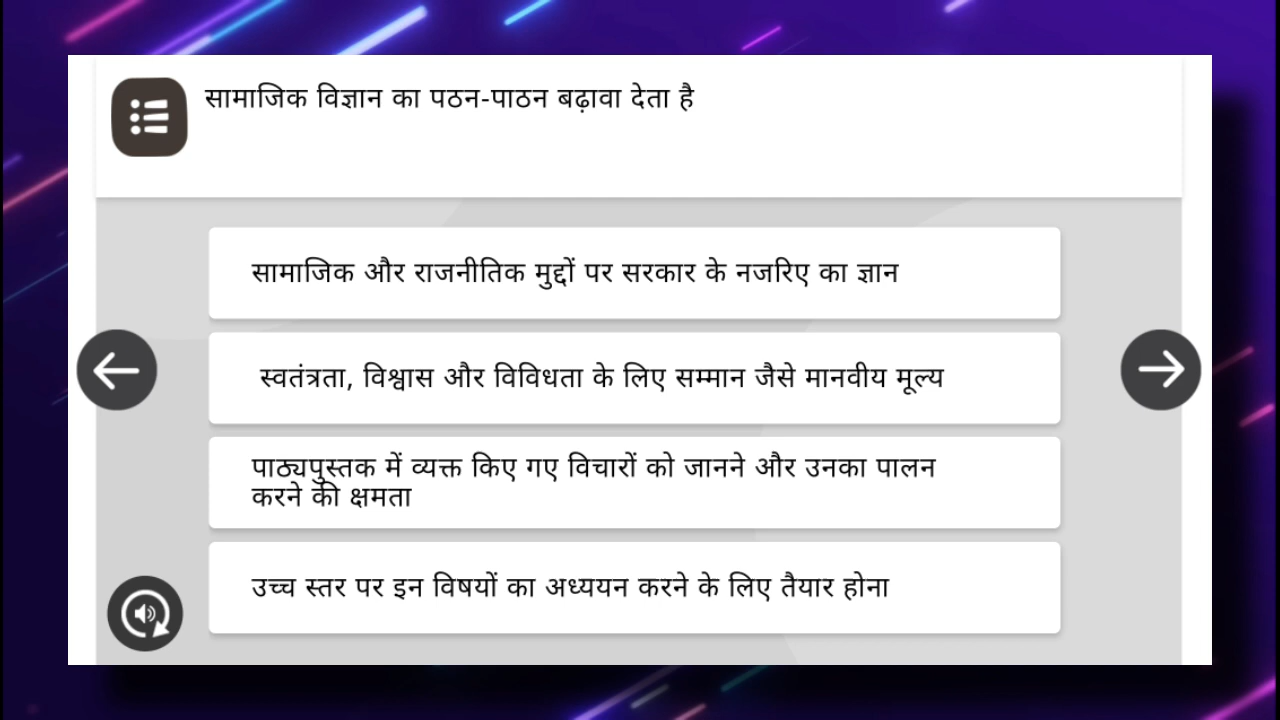 सामाजिक विज्ञान का पठन-पाठन बढ़ावा देता है
सामाजिक और राजनीतिक मुद्दों पर सरकार के नजरिए का ज्ञान
स्वतंत्रता, विश्वास और विविधता के लिए सम्मान जैसे मानवीय मूल्य
पाठ्यपुस्तक में व्यक्त किए गए विचारों को जानने और उनका पालन
करने की क्षमता
उच्च स्तर पर इन विषयों का अध्ययन करने के लिए तैयार होना